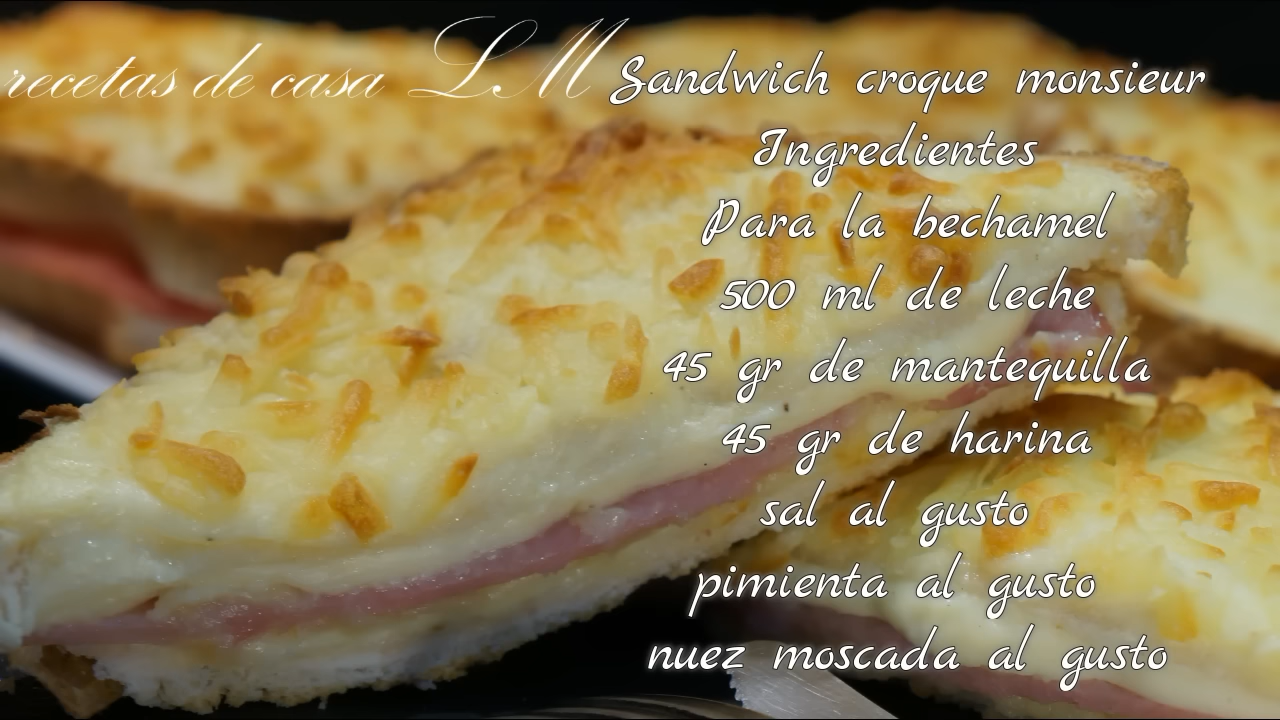 recetas de casa LM
Sandwich croque monsieur
Ingredientes
Para la bechamel
500 ml de leche
45 gr de mantequilla
45 gr de harina
sal al gusto
pimienta al gusto
nuez moscada al gusto